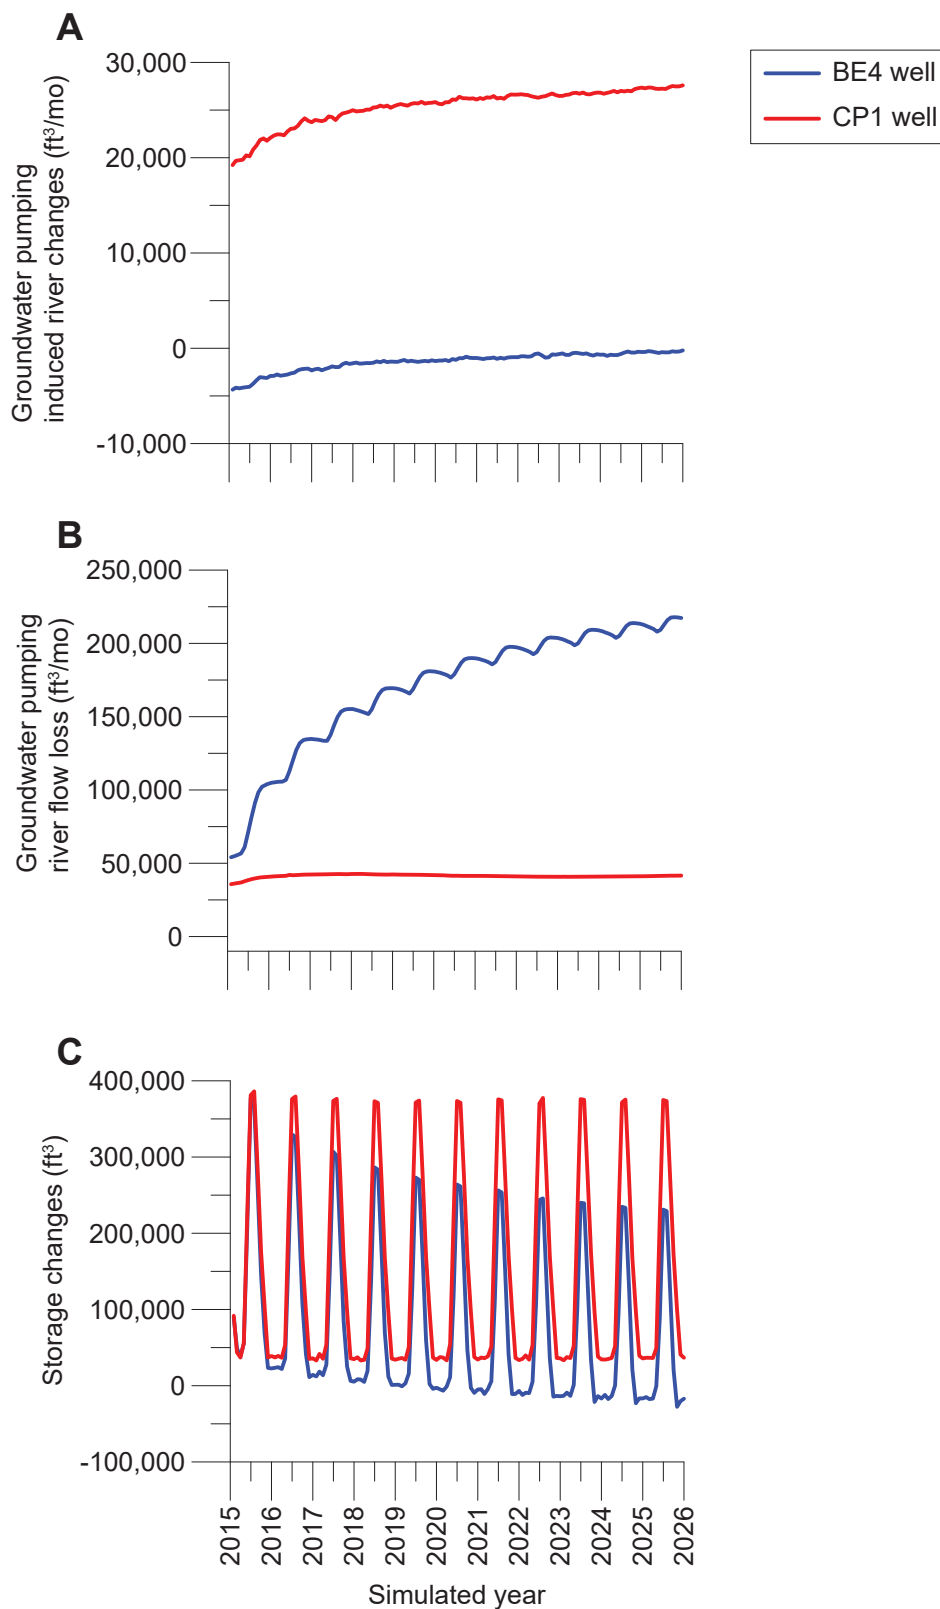 A
BE4 well
CP1 well
Groundwater pumping
induced river changes (ft³/mo)
30,000
20,000
10,000
0
-10,000
B
Groundwater pumping
river flow loss (ft³/mo)
250,000
200,000
150,000
100,000
50,000
0
C
Storage changes (ft³)
400,000
300,000
200,000
100,000
0
-100,000
2015 2016 2017 2018 2019 2020 2021 2022 2023 2024 2025 2026
Simulated year